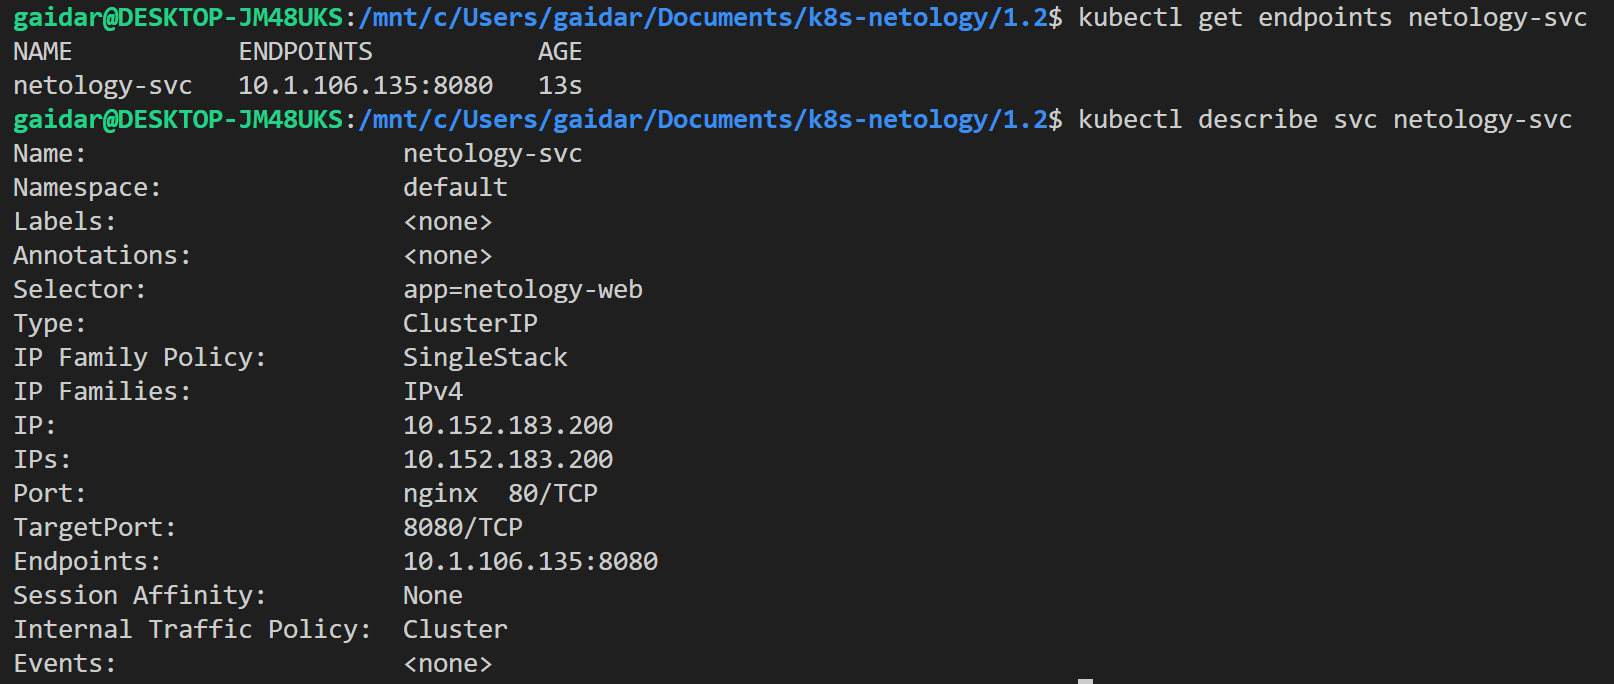 gaidar@DESKTOP-JM48UKS:/mnt/c/Users/gaidar/Documents/k8s-netology/1.2$ kubectl get endpoints netology-svc
NAME           ENDPOINTS           AGE
netology-svc   10.1.106.135:8080   13s
gaidar@DESKTOP-JM48UKS:/mnt/c/Users/gaidar/Documents/k8s-netology/1.2$ kubectl describe svc netology-svc
Name:                     netology-svc
Namespace:                default
Labels:                   <none>
Annotations:              <none>
Selector:                 app=netology-web
Type:                     ClusterIP
IP Family Policy:         SingleStack
IP Families:              IPv4
IP:                       10.152.183.200
IPs:                      10.152.183.200
Port:                     nginx  80/TCP
TargetPort:               8080/TCP
Endpoints:                10.1.106.135:8080
Session Affinity:         None
Internal Traffic Policy:  Cluster
Events:                   <none>